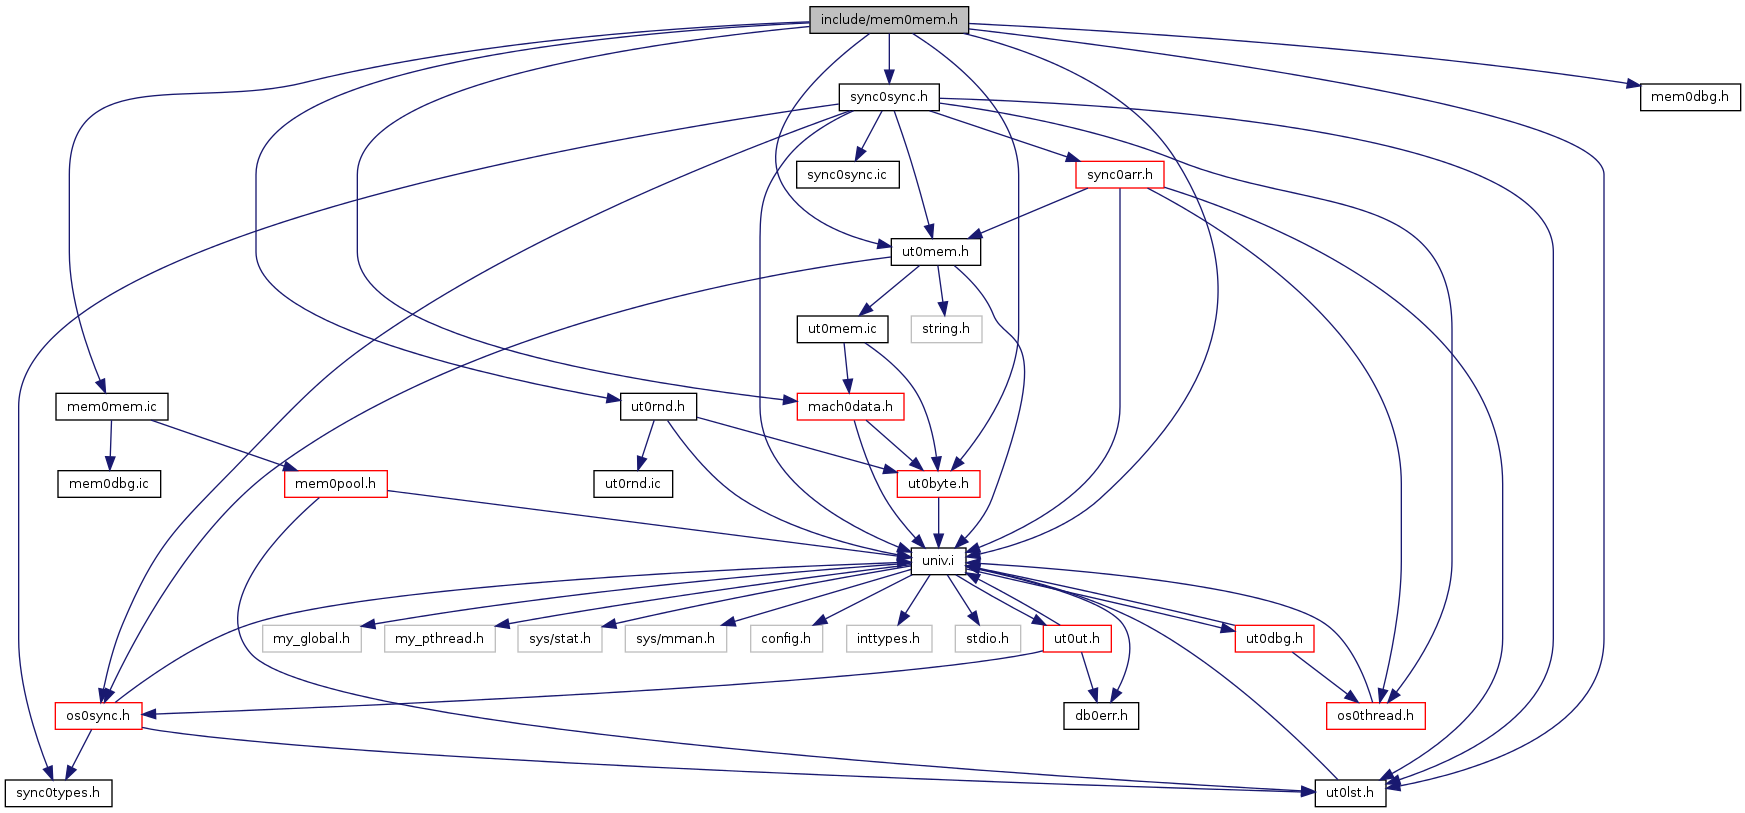 include/mem0mem.h
sync0sync.h
mem0dbg.h
sync0sync.ic
sync0arr.h
ut0mem.h
ut0mem.ic
string.h
mem0mem.ic
ut0rnd.h
mach0data.h
mem0dbg.ic
mem0pool.h
ut0rnd.ic
ut0byte.h
univ.i
my_global.h
my_pthread.h
sys/stat.h
sys/mman.h
config.h
inttypes.h
stdio.h
ut0ut.h
ut0dbg.h
os0sync.h
db0err.h
os0thread.h
sync0types.h
ut0lst.h